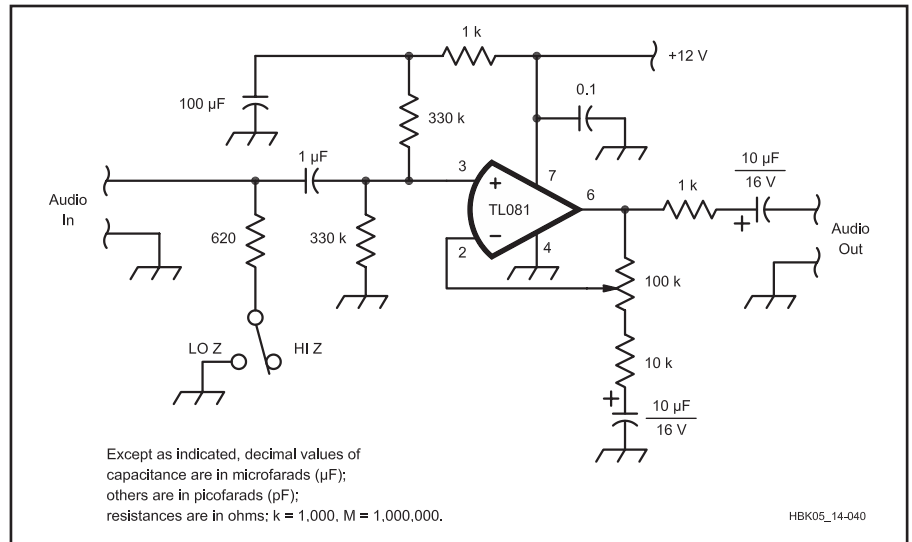 1 k
+12 V
100 µF
330 k
0.1
1 µF
10 µF
16 V
3
+
7
6
1 k
TL081
+
Audio
In
620
330 k
−
2
4
Audio
Out
100 k
LO Z
HI Z
10 k
+
10 µF
16 V
Except as indicated, decimal values of
capacitance are in microfarads (µF);
others are in picofarads (pF);
resistances are in ohms; k = 1,000, M = 1,000,000.
HBK05_14-040